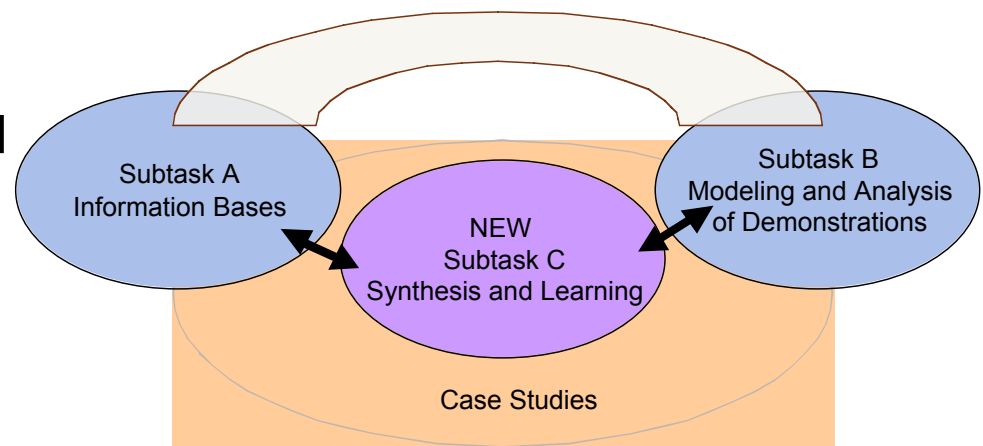 Subtask A
Information Bases
NEW
Subtask C
Synthesis and Learning
Subtask B
Modeling and Analysis
of Demonstrations
Case Studies